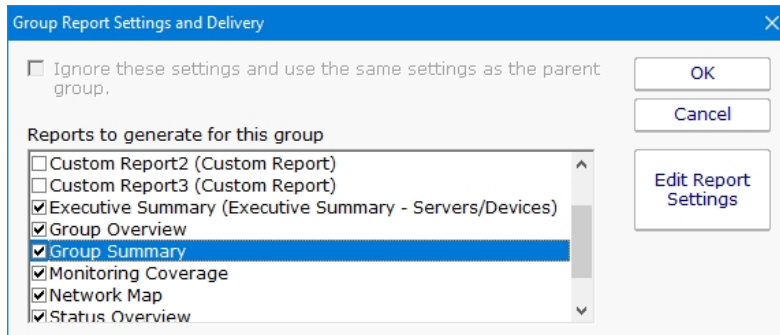 Group Report Settings and Delivery
Ignore these settings and use the same settings as the parent
group.
OK
Cancel
Reports to generate for this group
Custom Report2 (Custom Report)
Custom Report3 (Custom Report)
Executive Summary (Executive Summary - Servers/Devices)
Group Overview
Group Summary
Monitoring Coverage
Network Map
Status Overview
Edit Report
Settings